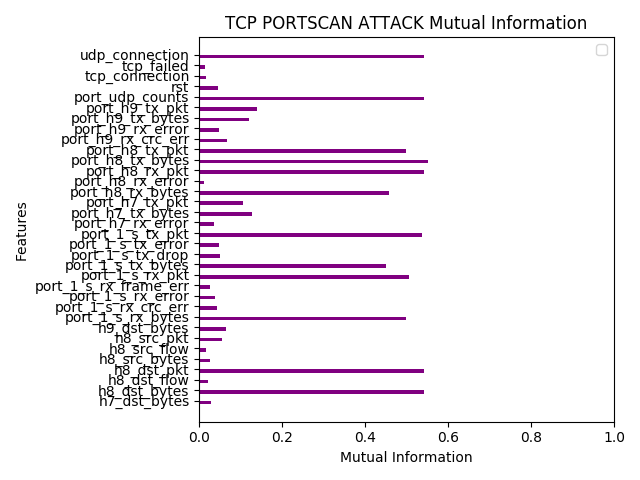 TCP PORTSCAN ATTACK Mutual Information
udp_connection
tcp_failed
tcp_connection
rst
port_udp_counts
port_h9_tx_pkt
port_h9_tx_bytes
port_h9_rx_error
port_h9_rx_crc_err
port_h8_tx_pkt
port_h8_tx_bytes
port_h8_rx_pkt
port_h8_rx_error
port_h8_rx_bytes
port_h7_tx_pkt
port_h7_tx_bytes
port_h7_rx_error
port_1_s_tx_pkt
port_1_s_tx_error
port_1_s_tx_drop
port_1_s_tx_bytes
port_1_s_rx_pkt
port_1_s_rx_frame_err
port_1_s_rx_error
port_1_s_rx_crc_err
port_1_s_rx_bytes
h9_dst_bytes
h8_src_pkt
h8_src_flow
h8_src_bytes
h8_dst_pkt
h8_dst_flow
h8_dst_bytes
h7_dst_bytes
Features
0.0 0.2 0.4 0.6 0.8 1.0
Mutual Information